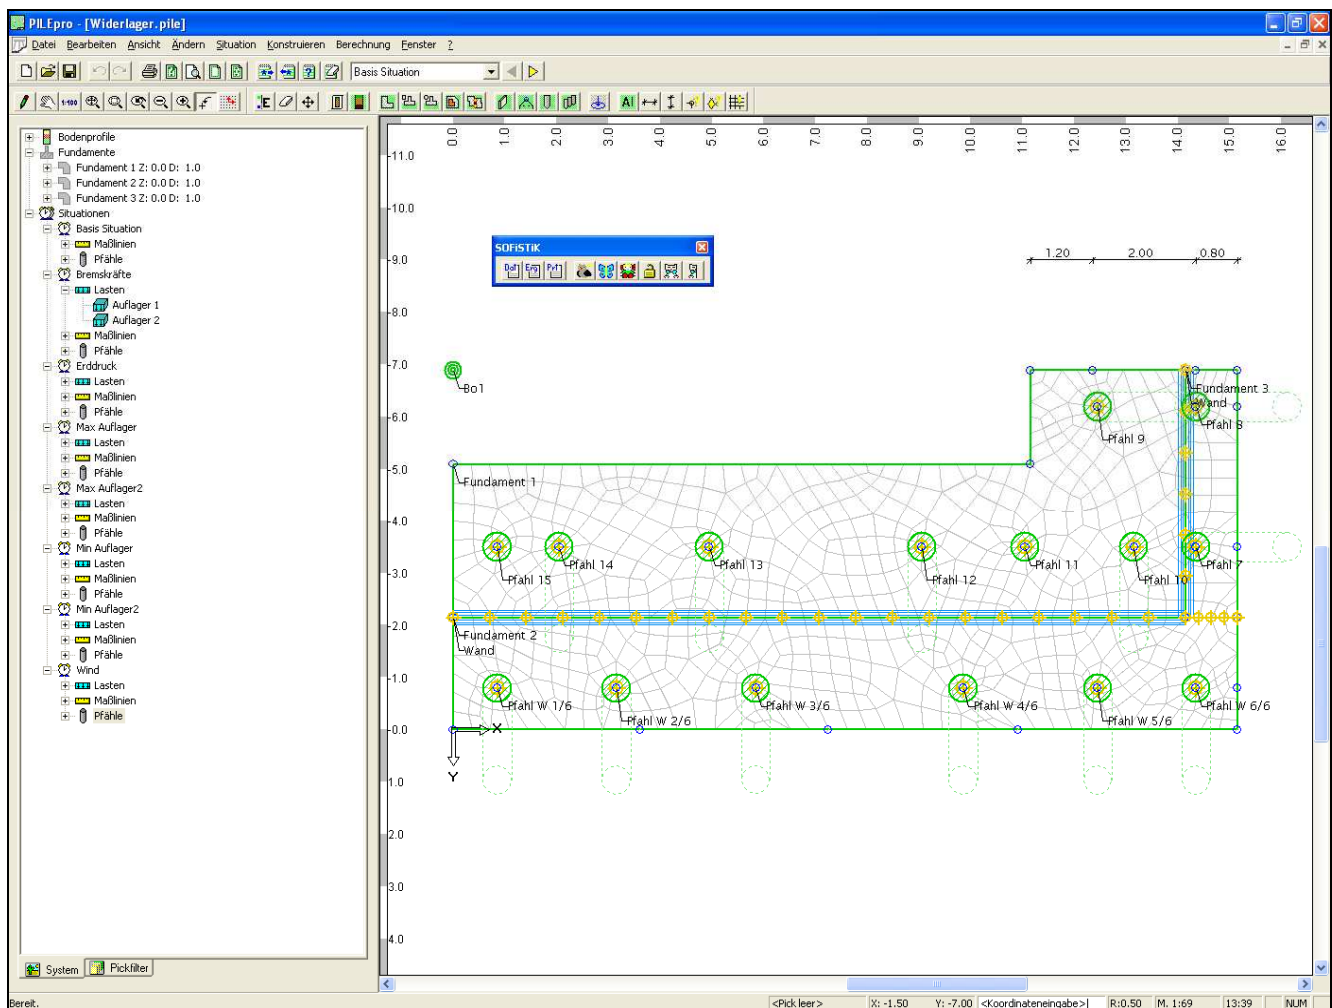 PILEpro - [Widerlager.pile]
Datei Bearbeiten Ansicht Ändern Situation Konstruieren Berechnung Fenster ?
Basis Situation
1:100
E
AI
Bodenprofile
Fundamente
Fundament 1 Z: 0.0 D: 1.0
Fundament 2 Z: 0.0 D: 1.0
Fundament 3 Z: 0.0 D: 1.0
Situationen
Basis Situation
Maßlinien
Pfähle
Bremskräfte
Lasten
Auflager 1
Auflager 2
Maßlinien
Pfähle
Erddruck
Lasten
Maßlinien
Pfähle
Max Auflager
Lasten
Maßlinien
Pfähle
Max Auflager2
Lasten
Maßlinien
Pfähle
Min Auflager
Lasten
Maßlinien
Pfähle
Min Auflager2
Lasten
Maßlinien
Pfähle
Wind
Lasten
Maßlinien
Pfähle
System Pickfilter
0.0 1.0 2.0 3.0 4.0 5.0 6.0 7.0 8.0 9.0 10.0 11.0 12.0 13.0 14.0 15.0 16.0
-11.0
-10.0
-9.0
-8.0
-7.0
-6.0
-5.0
-4.0
-3.0
-2.0
-1.0
-0.0
1.0
2.0
3.0
4.0
SOFiSTiK
Dat Erg Prt
1.20 2.00 0.80
Bo1
Fundament 3
Wand
Pfahl 8
Pfahl 9
Fundament 1
Pfahl 15 Pfahl 14 Pfahl 13 Pfahl 12 Pfahl 11 Pfahl 10 Pfahl 7
Fundament 2
Wand
Pfahl W 1/6 Pfahl W 2/6 Pfahl W 3/6 Pfahl W 4/6 Pfahl W 5/6 Pfahl W 6/6
X
Y
Bereit. <Pick leer> X: -1.50 Y: -7.00 <Koordinateneingabe> R:0.50 M. 1:69 13:39 NUM